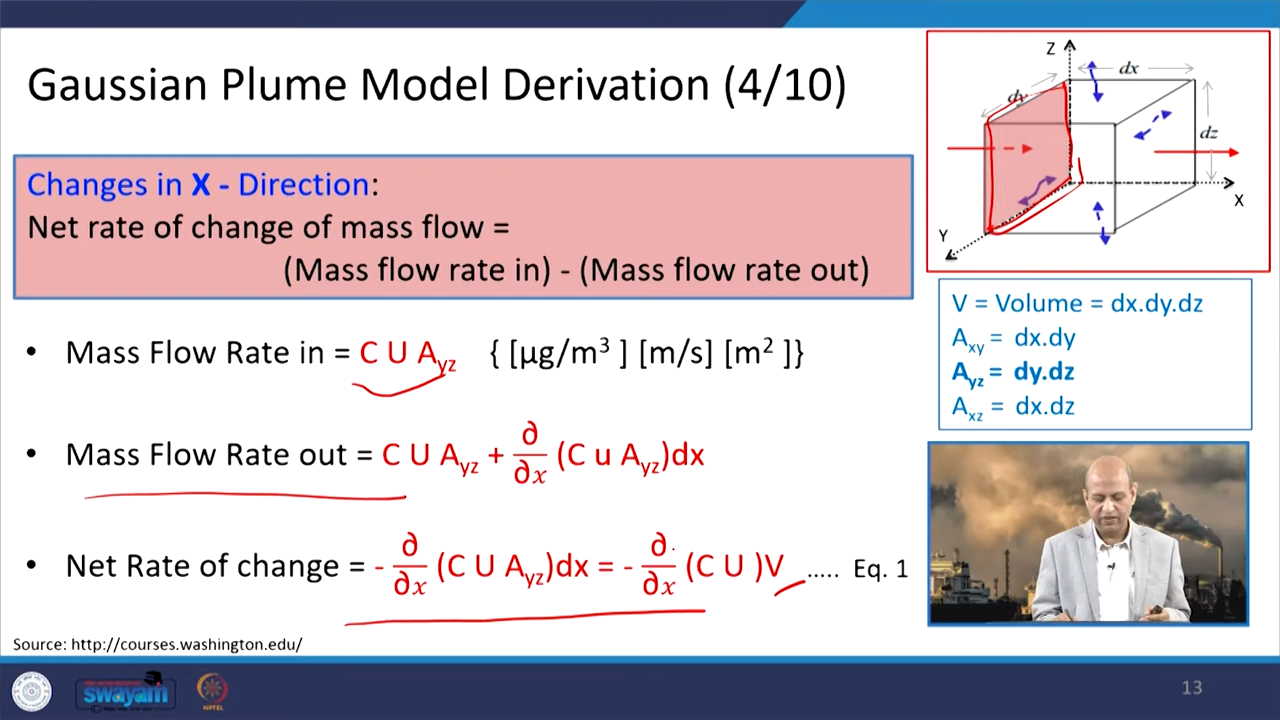 Gaussian Plume Model Derivation (4/10)
Changes in X - Direction:
Net rate of change of mass flow =
(Mass flow rate in) - (Mass flow rate out)
• Mass Flow Rate in = C U Ayz { [µg/m³ ] [m/s] [m² ]}
• Mass Flow Rate out = C U Ayz + ∂/∂x (C u Ayz)dx
• Net Rate of change = - ∂/∂x (C U Ayz)dx = - ∂/∂x (C U )V ..... Eq. 1
Source: http://courses.washington.edu/
Z
dx
dy
dz
X
Y
V = Volume = dx.dy.dz
Axy = dx.dy
Ayz = dy.dz
Axz = dx.dz
swayam
NPTEL
13